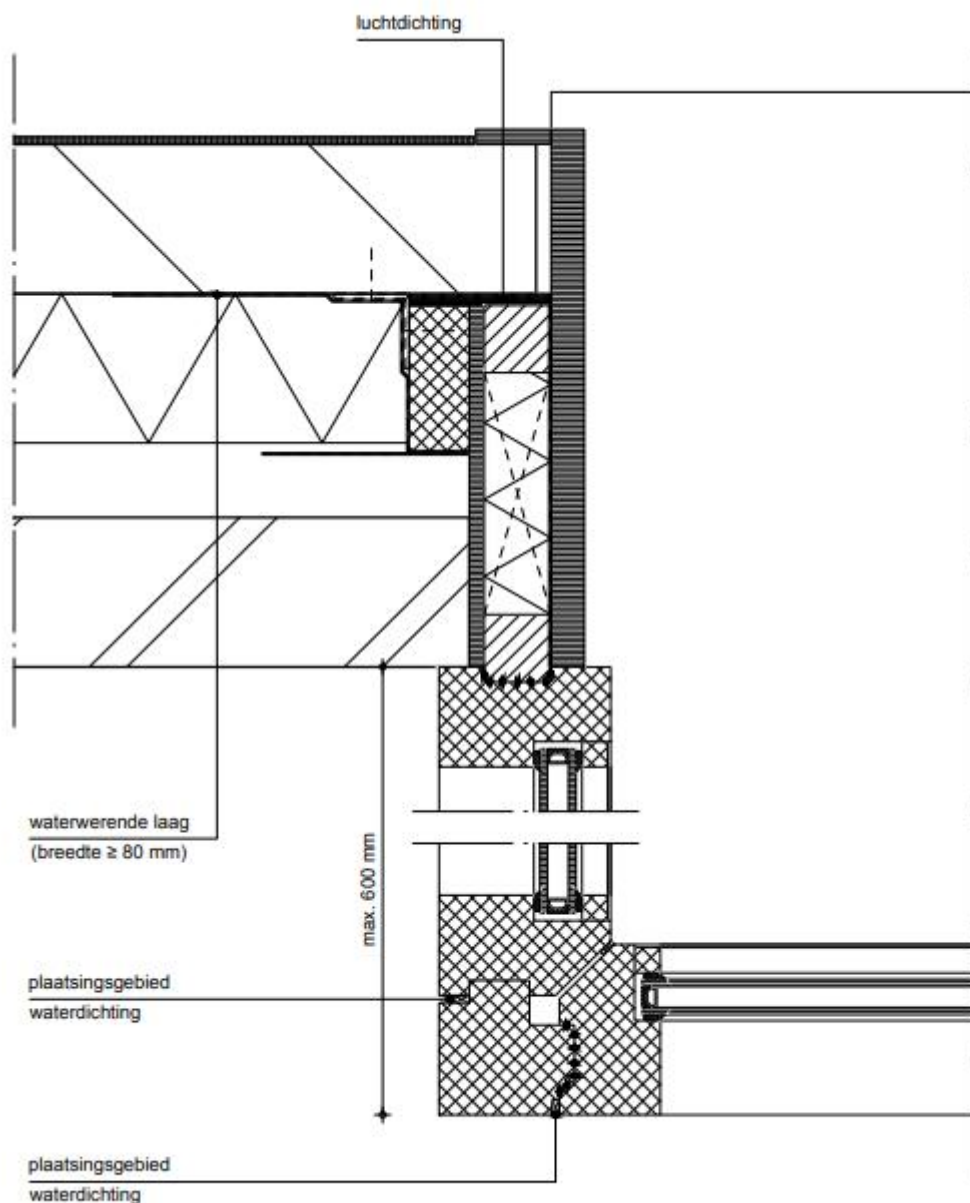 luchtdichting
waterwerende laag
(breedte ≥ 80 mm)
max. 600 mm
plaatsingsgebied
waterdichting
plaatsingsgebied
waterdichting